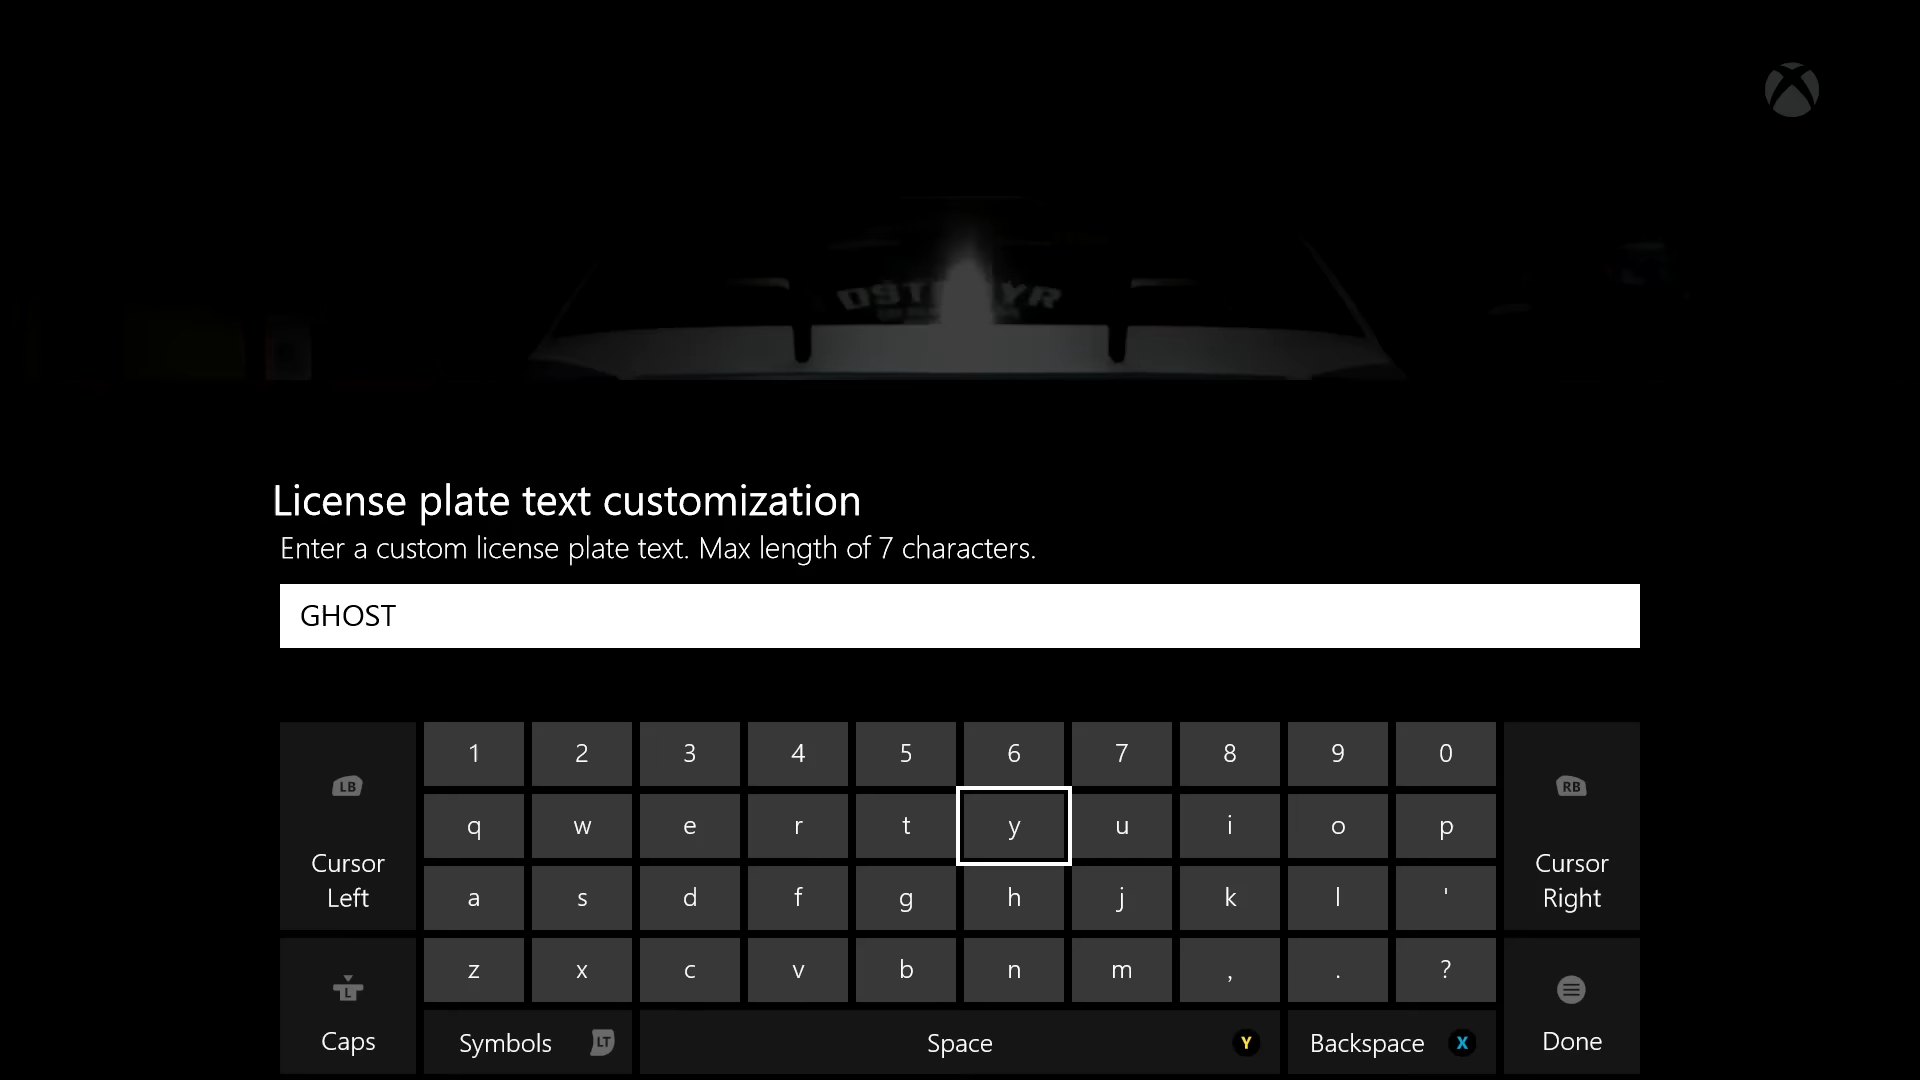 License plate text customization
Enter a custom license plate text. Max length of 7 characters.
GHOST
1 2 3 4 5 6 7 8 9 0
LB RB
q w e r t y u i o p
Cursor Left
Cursor Right
a s d f g h j k l '
z x c v b n m , . ?
L
Caps
Symbols LT
Space Y
Backspace X
Done